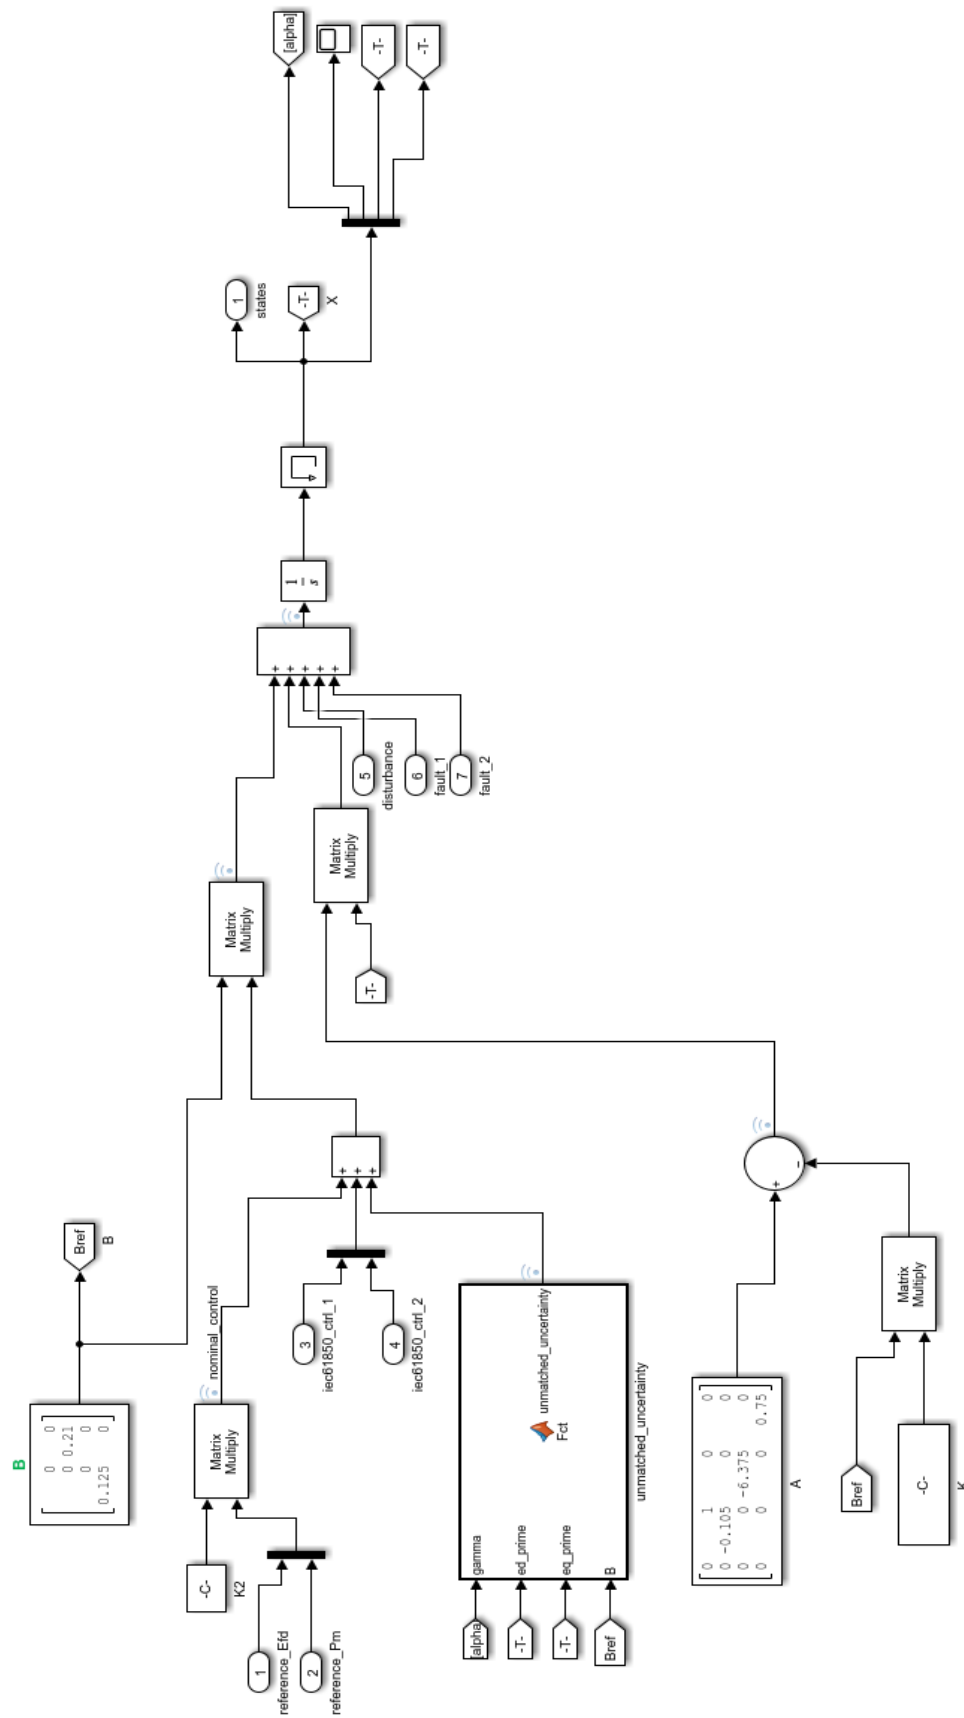 B
0 0
0 0.21
0 0
0.125 0
Bref
B
-C-
K2
Matrix
Multiply
nominal_control
1
reference_Efd
2
reference_Pm
3
iec61850_ctrl_1
4
iec61850_ctrl_2
+
+
+
Matrix
Multiply
[alpha]
-T-
-T-
Bref
gamma
ed_prime
eq_prime
B
unmatched_uncertainty
Fct
unmatched_uncertainty
-T-
Matrix
Multiply
5
disturbance
6
fault_1
7
fault_2
+
+
+
+
+
1
s
1
states
-T-
X
[alpha]
-T-
-T-
0 1 0 0
0 -0.105 0 0
0 0 -6.375 0
0 0 0 0.75
A
+
-
Bref
-C-
K
Matrix
Multiply